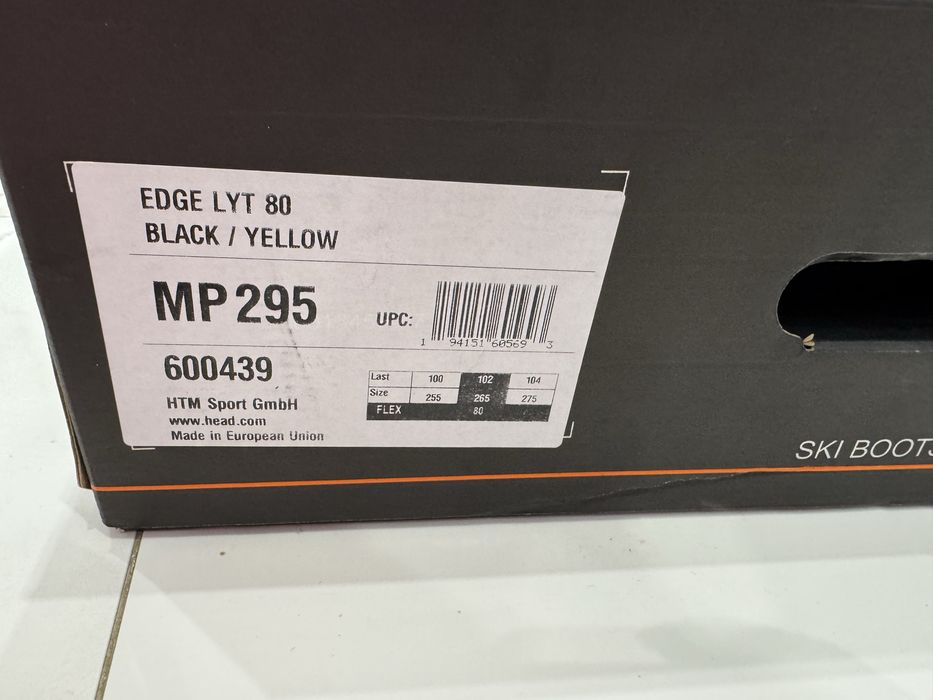 EDGE LYT 80
BLACK / YELLOW
MP 295
UPC:
1 94151 60569 3
600439
HTM Sport GmbH
www.head.com
Made in European Union
Last 100 102 104
Size 255 265 275
FLEX 80
SKI BOOTS